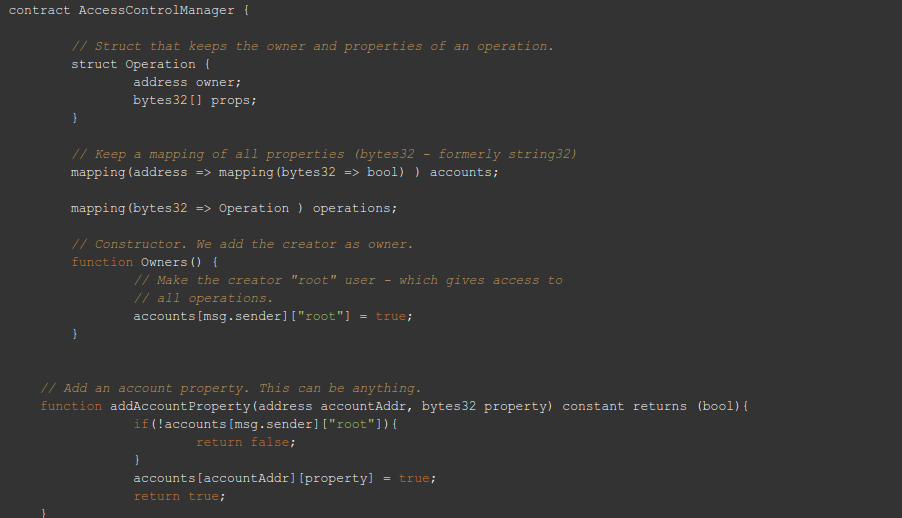 contract AccessControlManager {
// Struct that keeps the owner and properties of an operation.
struct Operation {
address owner;
bytes32[] props;
}
// Keep a mapping of all properties (bytes32 - formerly string32)
mapping(address => mapping(bytes32 => bool) ) accounts;
mapping(bytes32 => Operation ) operations;
// Constructor. We add the creator as owner.
function Owners() {
// Make the creator "root" user - which gives access to
// all operations.
accounts[msg.sender]["root"] = true;
}
// Add an account property. This can be anything.
function addAccountProperty(address accountAddr, bytes32 property) constant returns (bool){
if(!accounts[msg.sender]["root"]){
return false;
}
accounts[accountAddr][property] = true;
return true;
}